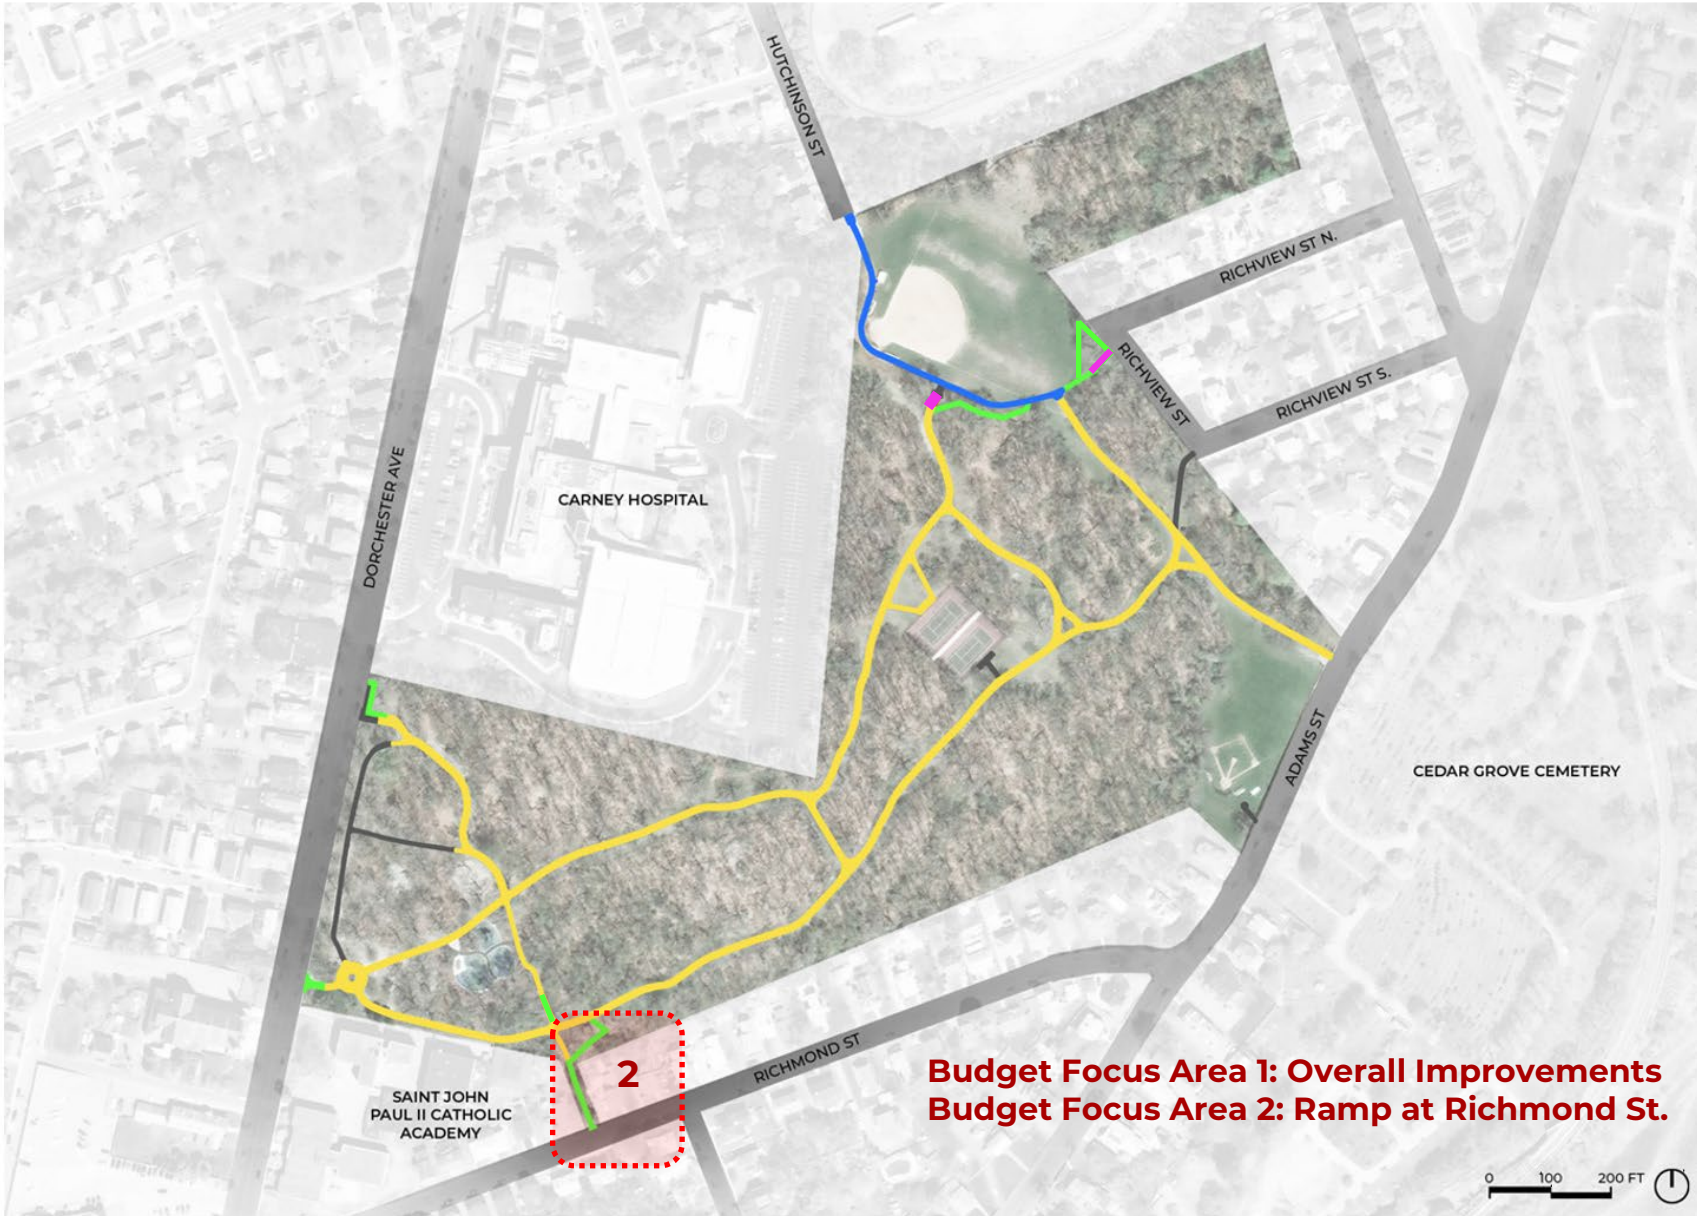 HUTCHINSON ST
RICHVIEW ST N.
RICHVIEW ST
RICHVIEW ST S.
DORCHESTER AVE
CARNEY HOSPITAL
ADAMS ST
CEDAR GROVE CEMETERY
RICHMOND ST
2
SAINT JOHN
PAUL II CATHOLIC
ACADEMY
Budget Focus Area 1: Overall Improvements
Budget Focus Area 2: Ramp at Richmond St.
0 100 200 FT